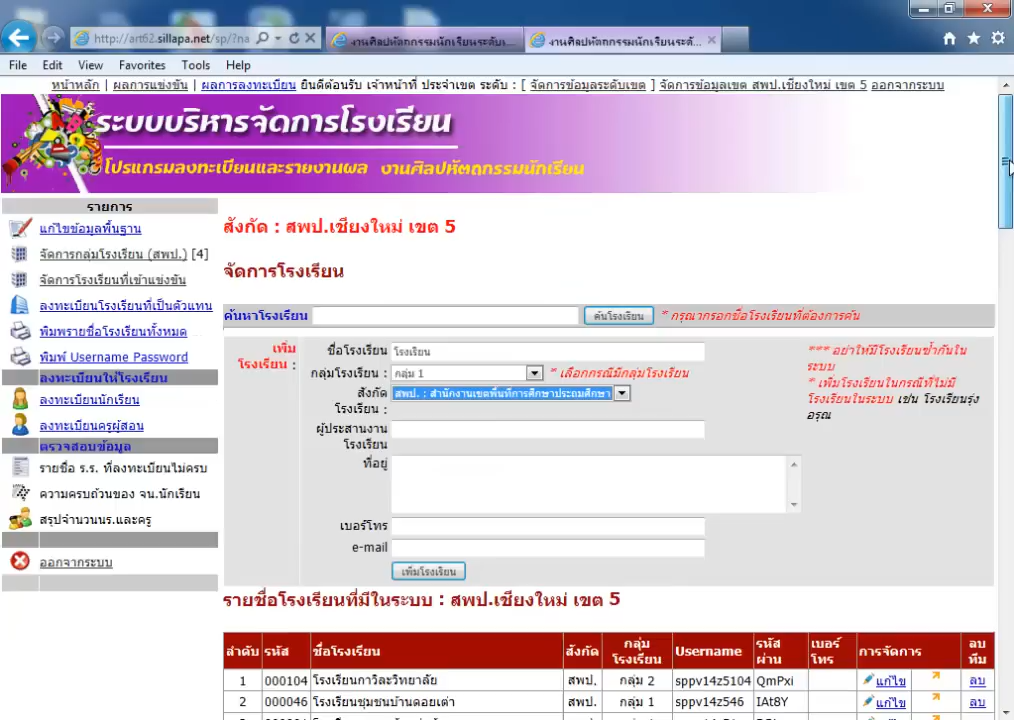 http://art62.sillapa.net/sp/?na
งานศิลปหัตถกรรมนักเรียนระดับ...
งานศิลปหัตถกรรมนักเรียนระดั...
File Edit View Favorites Tools Help
หน้าหลัก | ผลการแข่งขัน | ผลการลงทะเบียน ยินดีต้อนรับ เจ้าหน้าที่ ประจำเขต ระดับ : [ จัดการข้อมูลระดับเขต ] จัดการข้อมูลเขต สพป.เชียงใหม่ เขต 5 ออกจากระบบ
ระบบบริหารจัดการโรงเรียน
โปรแกรมลงทะเบียนและรายงานผล งานศิลปหัตถกรรมนักเรียน
รายการ
แก้ไขข้อมูลพื้นฐาน
จัดการกลุ่มโรงเรียน (สพป.) [4]
จัดการโรงเรียนที่เข้าแข่งขัน
ลงทะเบียนโรงเรียนที่เป็นตัวแทน
พิมพรายชื่อโรงเรียนทั้งหมด
พิมพ์ Username Password
ลงทะเบียนให้โรงเรียน
ลงทะเบียนนักเรียน
ลงทะเบียนครูผู้สอน
ตรวจสอบข้อมูล
รายชื่อ ร.ร. ที่ลงทะเบียนไม่ครบ
ความครบถ้วนของ จน.นักเรียน
สรุปจำนวนนร.และครู
ออกจากระบบ
สังกัด : สพป.เชียงใหม่ เขต 5
จัดการโรงเรียน
ค้นหาโรงเรียน ค้นโรงเรียน * กรุณากรอกชื่อโรงเรียนที่ต้องการค้น
เพิ่ม
โรงเรียน :
ชื่อโรงเรียน โรงเรียน
กลุ่มโรงเรียน : กลุ่ม 1 * เลือกกรณีมีกลุ่มโรงเรียน
สังกัด
โรงเรียน :
สพป. : สำนักงานเขตพื้นที่การศึกษาประถมศึกษา
ผู้ประสานงาน
โรงเรียน
ที่อยู่
เบอร์โทร
e-mail
เพิ่มโรงเรียน
*** อย่าให้มีโรงเรียนซ้ำกันใน
ระบบ
* เพิ่มโรงเรียนในกรณีที่ไม่มี
โรงเรียนในระบบ เช่น โรงเรียนรุ่ง
อรุณ
รายชื่อโรงเรียนที่มีในระบบ : สพป.เชียงใหม่ เขต 5
ลำดับ รหัส ชื่อโรงเรียน สังกัด กลุ่มโรงเรียน Username รหัสผ่าน เบอร์โทร การจัดการ ลบทีม
1 000104 โรงเรียนกาวิละวิทยาลัย สพป. กลุ่ม 2 sppv14z5104 QmPxi แก้ไข ลบ
2 000046 โรงเรียนชุมชนบ้านดอยเต่า สพป. กลุ่ม 1 sppv14z546 IAt8Y แก้ไข ลบ